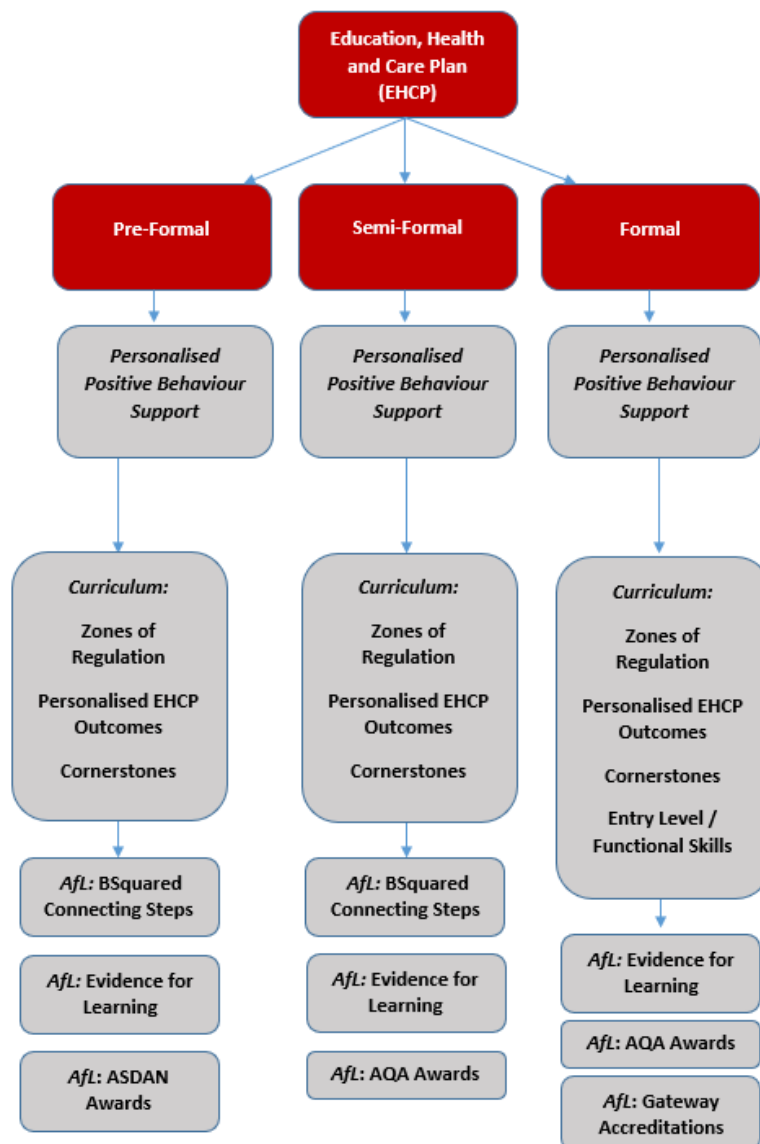 Education, Health
and Care Plan
(EHCP)
Pre-Formal
Semi-Formal
Formal
Personalised
Positive Behaviour
Support
Personalised
Positive Behaviour
Support
Personalised
Positive Behaviour
Support
Curriculum:
Zones of
Regulation
Personalised EHCP
Outcomes
Cornerstones
Curriculum:
Zones of
Regulation
Personalised EHCP
Outcomes
Cornerstones
Curriculum:
Zones of
Regulation
Personalised EHCP
Outcomes
Cornerstones
Entry Level /
Functional Skills
AfL: BSquared
Connecting Steps
AfL: BSquared
Connecting Steps
AfL: Evidence for
Learning
AfL: Evidence for
Learning
AfL: Evidence for
Learning
AfL: ASDAN
Awards
AfL: AQA Awards
AfL: AQA Awards
AfL: Gateway
Accreditations